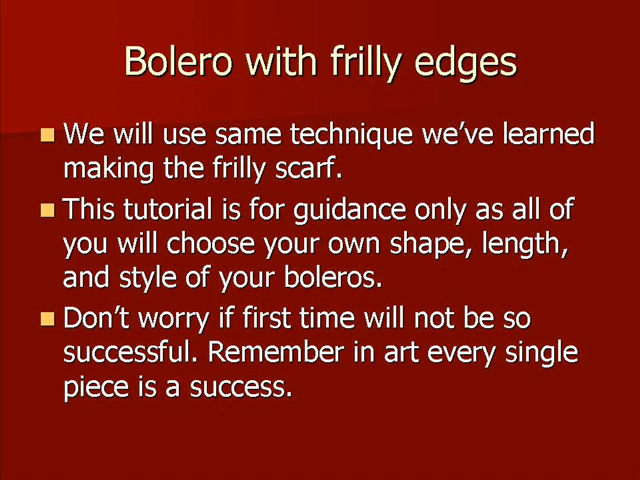 Bolero with frilly edges
We will use same technique we've learned
making the frilly scarf.
This tutorial is for guidance only as all of
you will choose your own shape, length,
and style of your boleros.
Don't worry if first time will not be so
successful. Remember in art every single
piece is a success.